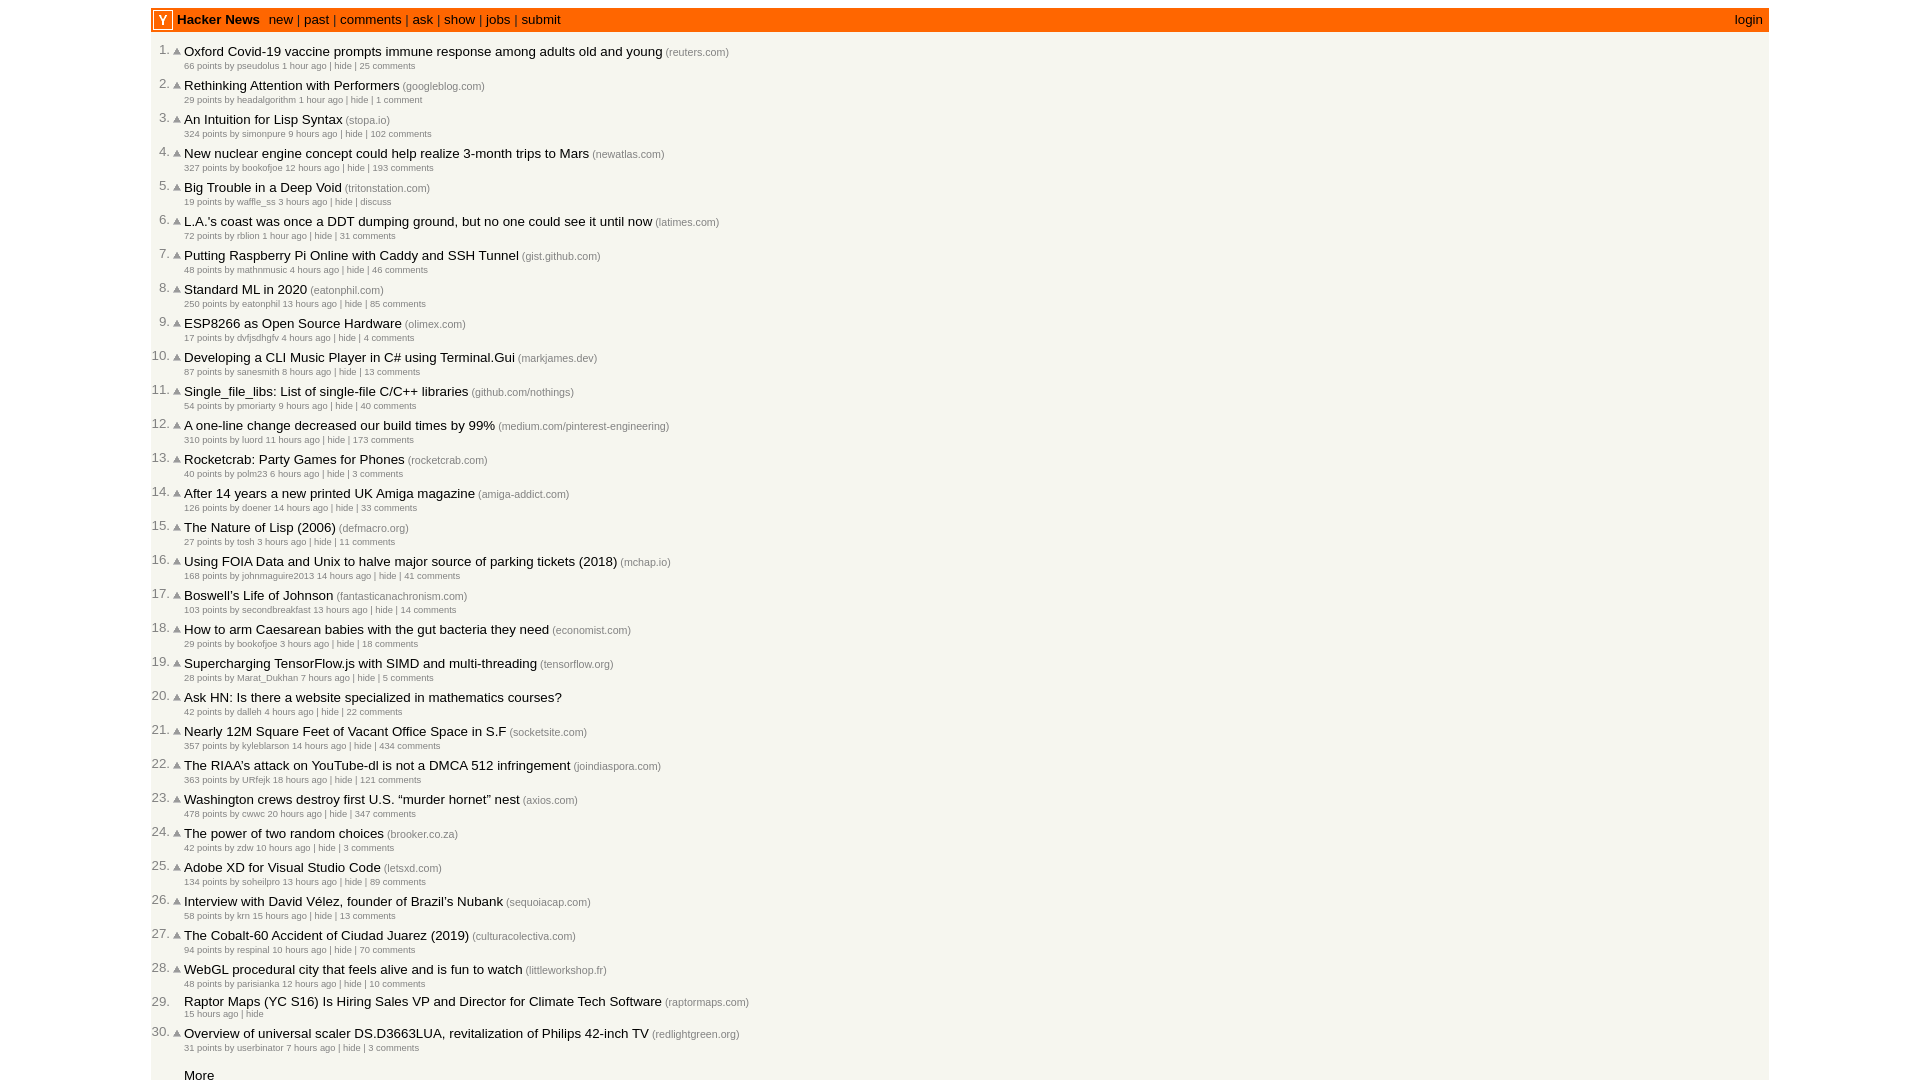 Y Hacker News new | past | comments | ask | show | jobs | submit login
1. Oxford Covid-19 vaccine prompts immune response among adults old and young (reuters.com)
66 points by pseudolus 1 hour ago | hide | 25 comments
2. Rethinking Attention with Performers (googleblog.com)
29 points by headalgorithm 1 hour ago | hide | 1 comment
3. An Intuition for Lisp Syntax (stopa.io)
324 points by simonpure 9 hours ago | hide | 102 comments
4. New nuclear engine concept could help realize 3-month trips to Mars (newatlas.com)
327 points by bookofjoe 12 hours ago | hide | 193 comments
5. Big Trouble in a Deep Void (tritonstation.com)
19 points by waffle_ss 3 hours ago | hide | discuss
6. L.A.'s coast was once a DDT dumping ground, but no one could see it until now (latimes.com)
72 points by rblion 1 hour ago | hide | 31 comments
7. Putting Raspberry Pi Online with Caddy and SSH Tunnel (gist.github.com)
48 points by mathnmusic 4 hours ago | hide | 46 comments
8. Standard ML in 2020 (eatonphil.com)
250 points by eatonphil 13 hours ago | hide | 85 comments
9. ESP8266 as Open Source Hardware (olimex.com)
17 points by dvfjsdhgfv 4 hours ago | hide | 4 comments
10. Developing a CLI Music Player in C# using Terminal.Gui (markjames.dev)
87 points by sanesmith 8 hours ago | hide | 13 comments
11. Single_file_libs: List of single-file C/C++ libraries (github.com/nothings)
54 points by pmoriarty 9 hours ago | hide | 40 comments
12. A one-line change decreased our build times by 99% (medium.com/pinterest-engineering)
310 points by luord 11 hours ago | hide | 173 comments
13. Rocketcrab: Party Games for Phones (rocketcrab.com)
40 points by polm23 6 hours ago | hide | 3 comments
14. After 14 years a new printed UK Amiga magazine (amiga-addict.com)
126 points by doener 14 hours ago | hide | 33 comments
15. The Nature of Lisp (2006) (defmacro.org)
27 points by tosh 3 hours ago | hide | 11 comments
16. Using FOIA Data and Unix to halve major source of parking tickets (2018) (mchap.io)
168 points by johnmaguire2013 14 hours ago | hide | 41 comments
17. Boswell’s Life of Johnson (fantasticanachronism.com)
103 points by secondbreakfast 13 hours ago | hide | 14 comments
18. How to arm Caesarean babies with the gut bacteria they need (economist.com)
29 points by bookofjoe 3 hours ago | hide | 18 comments
19. Supercharging TensorFlow.js with SIMD and multi-threading (tensorflow.org)
28 points by Marat_Dukhan 7 hours ago | hide | 5 comments
20. Ask HN: Is there a website specialized in mathematics courses?
42 points by dalleh 4 hours ago | hide | 22 comments
21. Nearly 12M Square Feet of Vacant Office Space in S.F (socketsite.com)
357 points by kyleblarson 14 hours ago | hide | 434 comments
22. The RIAA’s attack on YouTube-dl is not a DMCA 512 infringement (joindiaspora.com)
363 points by URfejk 18 hours ago | hide | 121 comments
23. Washington crews destroy first U.S. “murder hornet” nest (axios.com)
478 points by cwwc 20 hours ago | hide | 347 comments
24. The power of two random choices (brooker.co.za)
42 points by zdw 10 hours ago | hide | 3 comments
25. Adobe XD for Visual Studio Code (letsxd.com)
134 points by soheilpro 13 hours ago | hide | 89 comments
26. Interview with David Vélez, founder of Brazil’s Nubank (sequoiacap.com)
58 points by krn 15 hours ago | hide | 13 comments
27. The Cobalt-60 Accident of Ciudad Juarez (2019) (culturacolectiva.com)
94 points by respinal 10 hours ago | hide | 70 comments
28. WebGL procedural city that feels alive and is fun to watch (littleworkshop.fr)
48 points by parisianka 12 hours ago | hide | 10 comments
29. Raptor Maps (YC S16) Is Hiring Sales VP and Director for Climate Tech Software (raptormaps.com)
15 hours ago | hide
30. Overview of universal scaler DS.D3663LUA, revitalization of Philips 42-inch TV (redlightgreen.org)
31 points by userbinator 7 hours ago | hide | 3 comments
More